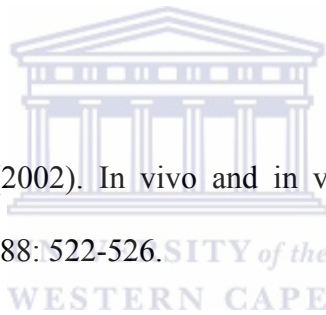 (2002). In vivo and in v
88: 522-526.
UNIVERSITY of the
WESTERN CAPE